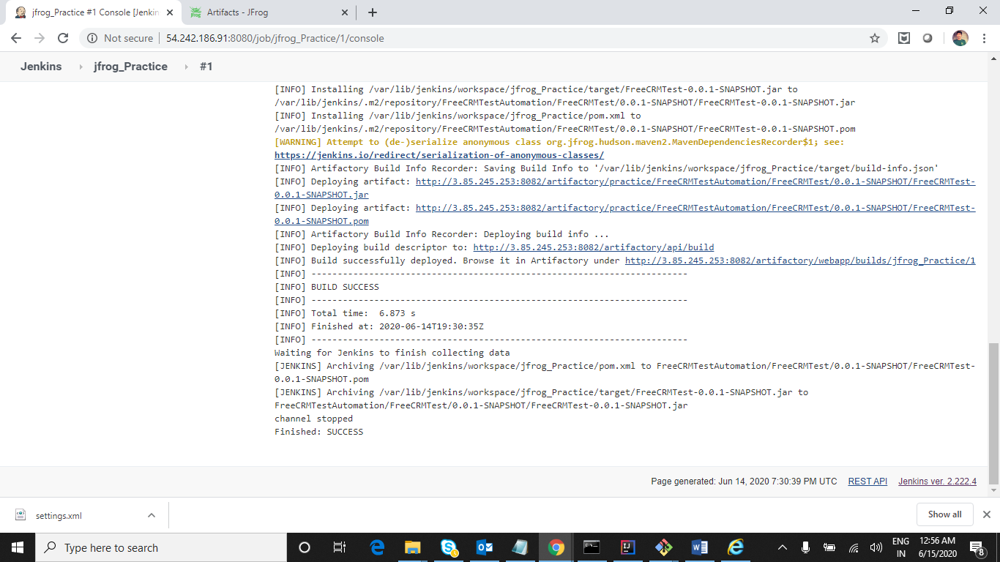 jfrog_Practice #1 Console [Jenkin
Artifacts - JFrog
Not secure
54.242.186.91:8080/job/jfrog_Practice/1/console
Jenkins
jfrog_Practice
#1
[INFO] Installing /var/lib/jenkins/workspace/jfrog_Practice/target/FreeCRMTest-0.0.1-SNAPSHOT.jar to
/var/lib/jenkins/.m2/repository/FreeCRMTestAutomation/FreeCRMTest/0.0.1-SNAPSHOT/FreeCRMTest-0.0.1-SNAPSHOT.jar
[INFO] Installing /var/lib/jenkins/workspace/jfrog_Practice/pom.xml to
/var/lib/jenkins/.m2/repository/FreeCRMTestAutomation/FreeCRMTest/0.0.1-SNAPSHOT/FreeCRMTest-0.0.1-SNAPSHOT.pom
[WARNING] Attempt to (de-)serialize anonymous class org.jfrog.hudson.maven2.MavenDependenciesRecorder$1; see:
https://jenkins.io/redirect/serialization-of-anonymous-classes/
[INFO] Artifactory Build Info Recorder: Saving Build Info to '/var/lib/jenkins/workspace/jfrog_Practice/target/build-info.json'
[INFO] Deploying artifact: http://3.85.245.253:8082/artifactory/practice/FreeCRMTestAutomation/FreeCRMTest/0.0.1-SNAPSHOT/FreeCRMTest-
0.0.1-SNAPSHOT.jar
[INFO] Deploying artifact: http://3.85.245.253:8082/artifactory/practice/FreeCRMTestAutomation/FreeCRMTest/0.0.1-SNAPSHOT/FreeCRMTest-
0.0.1-SNAPSHOT.pom
[INFO] Artifactory Build Info Recorder: Deploying build info ...
[INFO] Deploying build descriptor to: http://3.85.245.253:8082/artifactory/api/build
[INFO] Build successfully deployed. Browse it in Artifactory under http://3.85.245.253:8082/artifactory/webapp/builds/jfrog_Practice/1
[INFO] ------------------------------------------------------------------------
[INFO] BUILD SUCCESS
[INFO] ------------------------------------------------------------------------
[INFO] Total time:  6.873 s
[INFO] Finished at: 2020-06-14T19:30:35Z
[INFO] ------------------------------------------------------------------------
Waiting for Jenkins to finish collecting data
[JENKINS] Archiving /var/lib/jenkins/workspace/jfrog_Practice/pom.xml to FreeCRMTestAutomation/FreeCRMTest/0.0.1-SNAPSHOT/FreeCRMTest-
0.0.1-SNAPSHOT.pom
[JENKINS] Archiving /var/lib/jenkins/workspace/jfrog_Practice/target/FreeCRMTest-0.0.1-SNAPSHOT.jar to
FreeCRMTestAutomation/FreeCRMTest/0.0.1-SNAPSHOT/FreeCRMTest-0.0.1-SNAPSHOT.jar
channel stopped
Finished: SUCCESS
Page generated: Jun 14, 2020 7:30:39 PM UTC
REST API
Jenkins ver. 2.222.4
settings.xml
Show all
Type here to search
ENG
IN
12:56 AM
6/15/2020
8